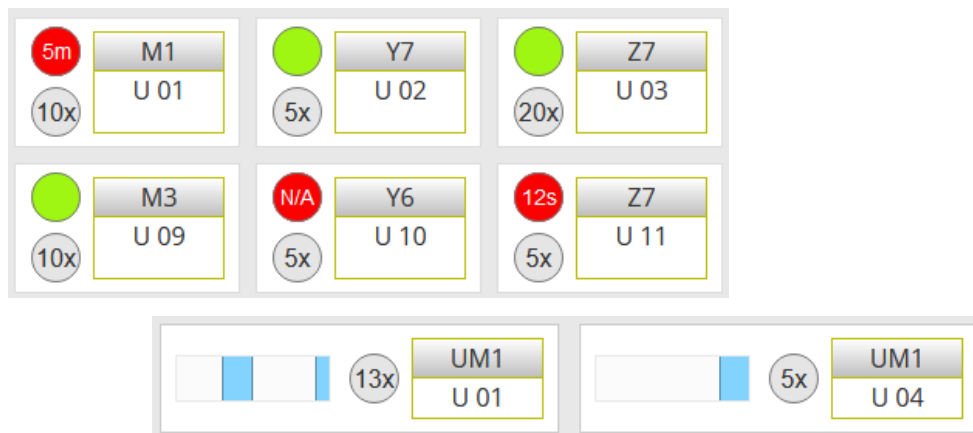 5m M1
10x U 01
Y7
5x U 02
Z7
20x U 03
M3
10x U 09
N/A Y6
5x U 10
12s Z7
5x U 11
13x UM1
U 01
5x UM1
U 04